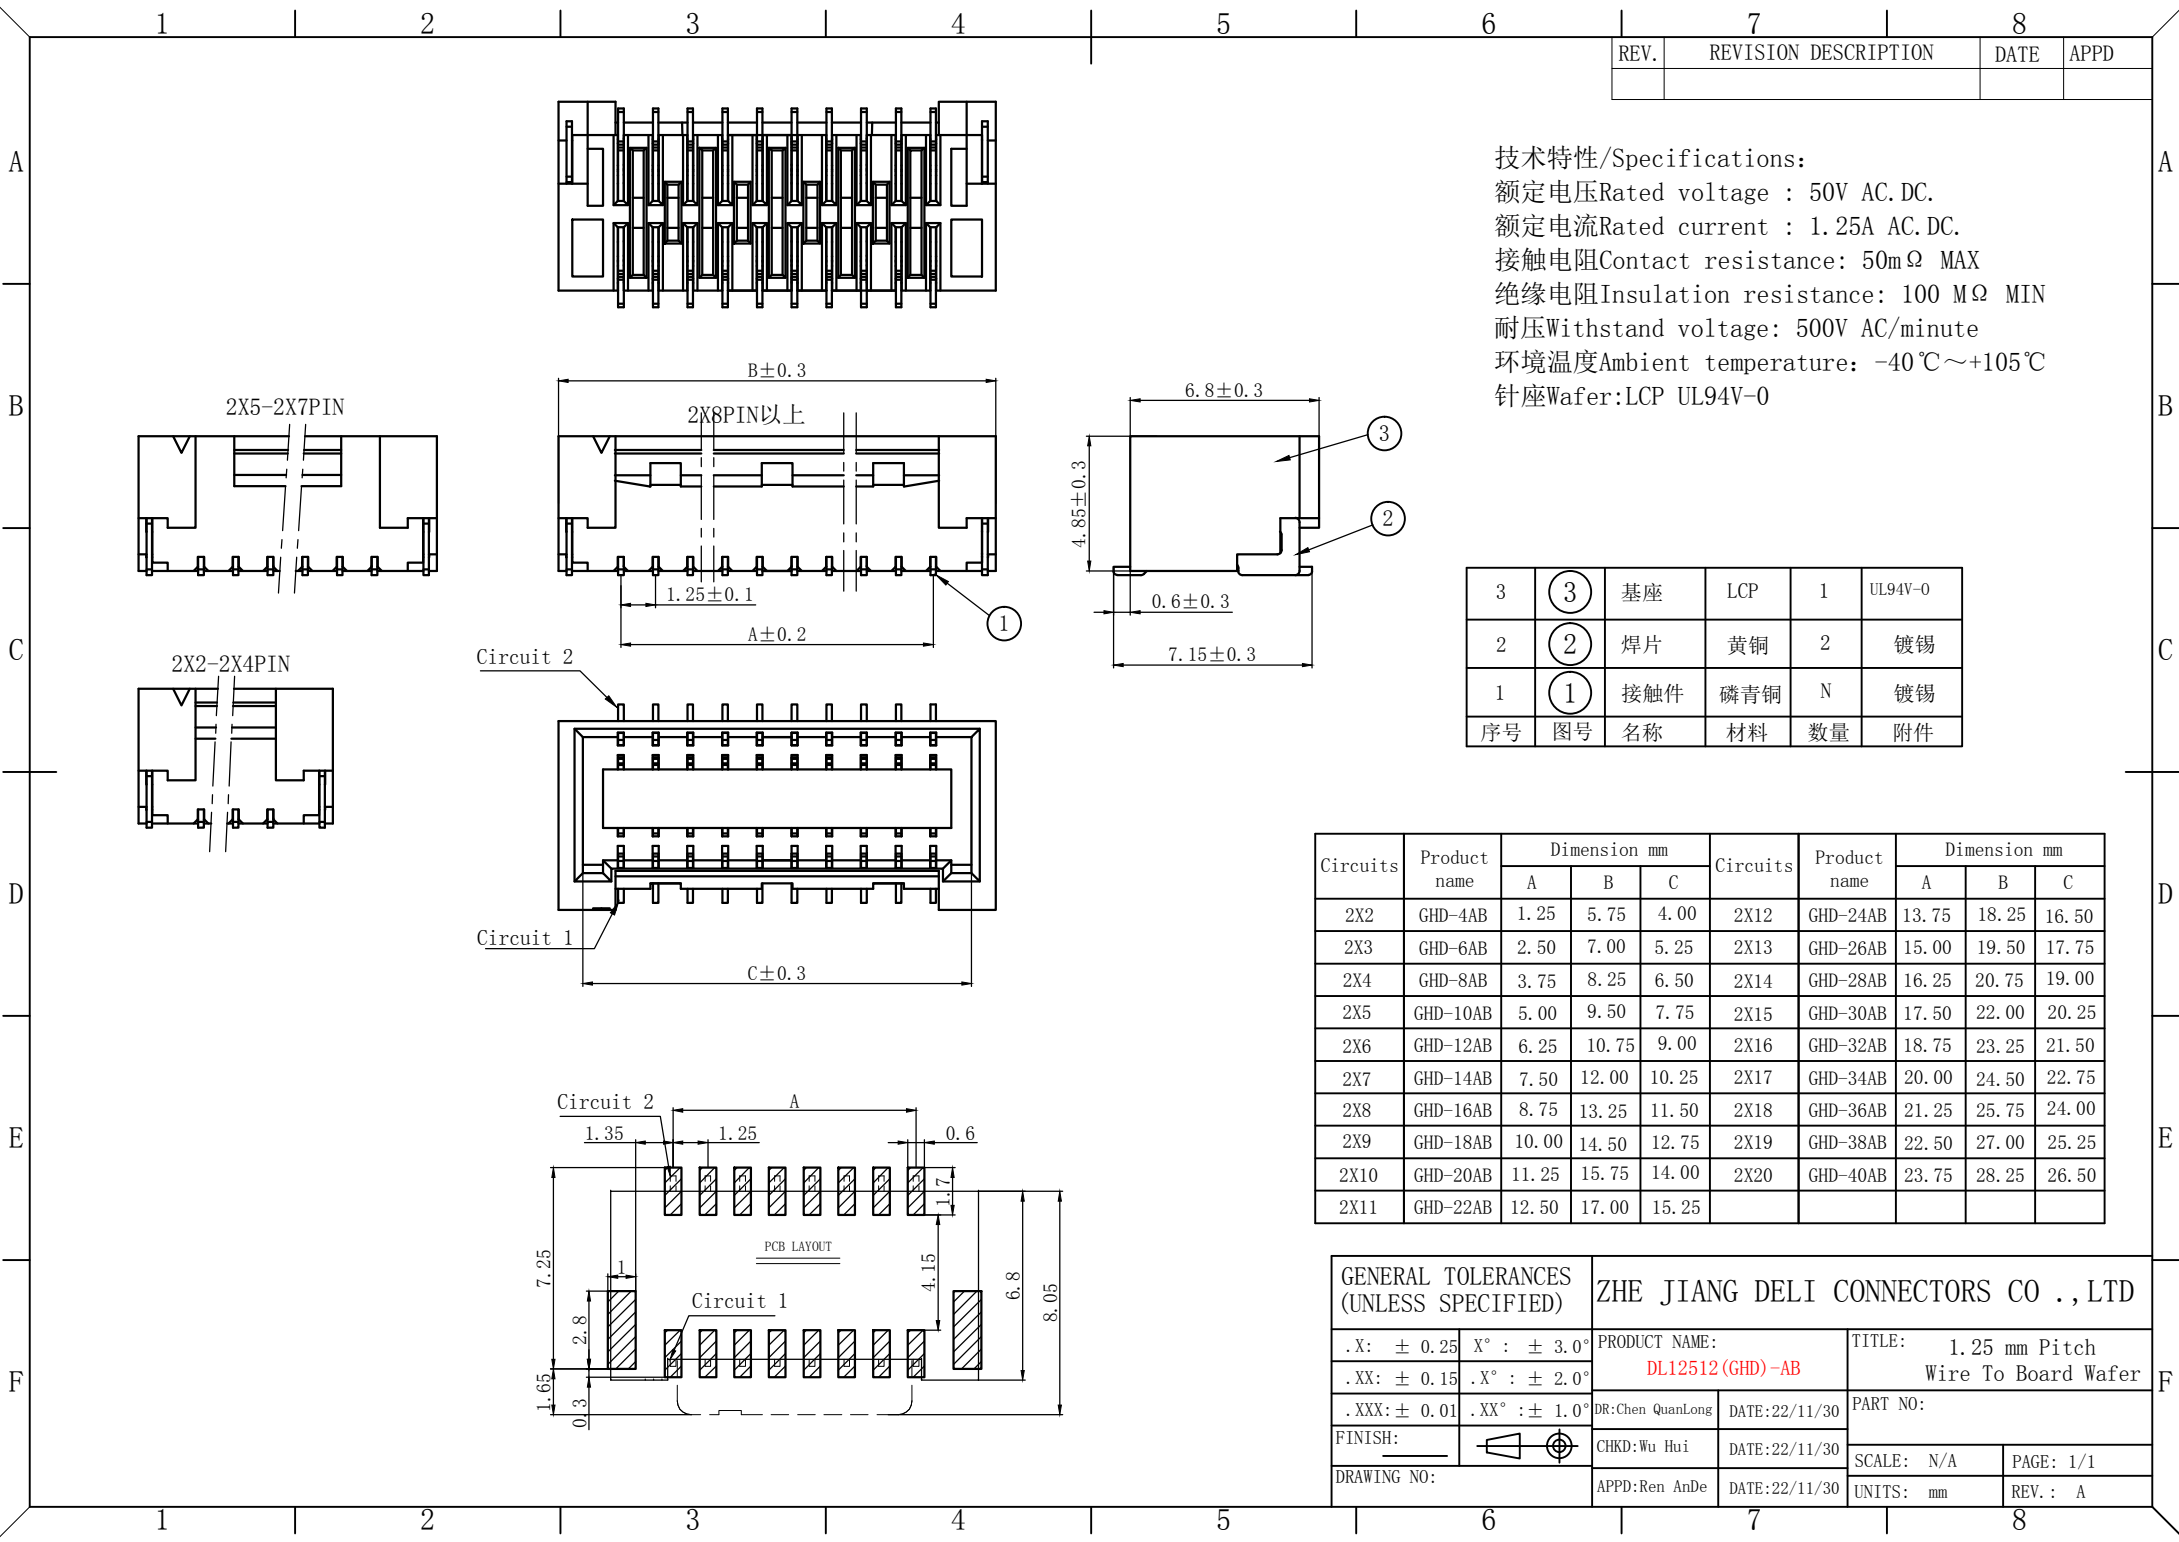 1 2 3 4 5 6 7 8
REV. REVISION DESCRIPTION DATE APPD
A A
B B
C C
D D
E E
F F
技术特性/Specifications:
额定电压Rated voltage : 50V AC.DC.
额定电流Rated current : 1.25A AC.DC.
接触电阻Contact resistance: 50mΩ MAX
绝缘电阻Insulation resistance: 100 MΩ MIN
耐压Withstand voltage: 500V AC/minute
环境温度Ambient temperature: -40℃~+105℃
针座Wafer:LCP UL94V-0
2X5-2X7PIN
B±0.3
2X8PIN以上
1.25±0.1
A±0.2
1
6.8±0.3
4.85±0.3
3
2
0.6±0.3
7.15±0.3
2X2-2X4PIN
Circuit 2
Circuit 1
C±0.3
3 3 基座 LCP 1 UL94V-0
2 2 焊片 黄铜 2 镀锡
1 1 接触件 磷青铜 N 镀锡
序号 图号 名称 材料 数量 附件
Circuits Product name Dimension mm Circuits Product name Dimension mm
A B C A B C
2X2 GHD-4AB 1.25 5.75 4.00 2X12 GHD-24AB 13.75 18.25 16.50
2X3 GHD-6AB 2.50 7.00 5.25 2X13 GHD-26AB 15.00 19.50 17.75
2X4 GHD-8AB 3.75 8.25 6.50 2X14 GHD-28AB 16.25 20.75 19.00
2X5 GHD-10AB 5.00 9.50 7.75 2X15 GHD-30AB 17.50 22.00 20.25
2X6 GHD-12AB 6.25 10.75 9.00 2X16 GHD-32AB 18.75 23.25 21.50
2X7 GHD-14AB 7.50 12.00 10.25 2X17 GHD-34AB 20.00 24.50 22.75
2X8 GHD-16AB 8.75 13.25 11.50 2X18 GHD-36AB 21.25 25.75 24.00
2X9 GHD-18AB 10.00 14.50 12.75 2X19 GHD-38AB 22.50 27.00 25.25
2X10 GHD-20AB 11.25 15.75 14.00 2X20 GHD-40AB 23.75 28.25 26.50
2X11 GHD-22AB 12.50 17.00 15.25
Circuit 2
A
1.35 1.25 0.6
1.7
7.25
PCB LAYOUT
4.15
6.8
8.05
1
Circuit 1
2.8
1.65
0.3
GENERAL TOLERANCES
(UNLESS SPECIFIED)
.X: ± 0.25 X° : ± 3.0°
.XX: ± 0.15 .X° : ± 2.0°
.XXX: ± 0.01 .XX° :± 1.0°
FINISH:
DRAWING NO:
ZHE JIANG DELI CONNECTORS CO .,LTD
PRODUCT NAME:
DL12512(GHD)-AB
TITLE: 1.25 mm Pitch
Wire To Board Wafer
DR:Chen QuanLong DATE:22/11/30
PART NO:
CHKD:Wu Hui DATE:22/11/30
SCALE: N/A PAGE: 1/1
APPD:Ren AnDe DATE:22/11/30
UNITS: mm REV.: A
1 2 3 4 5 6 7 8